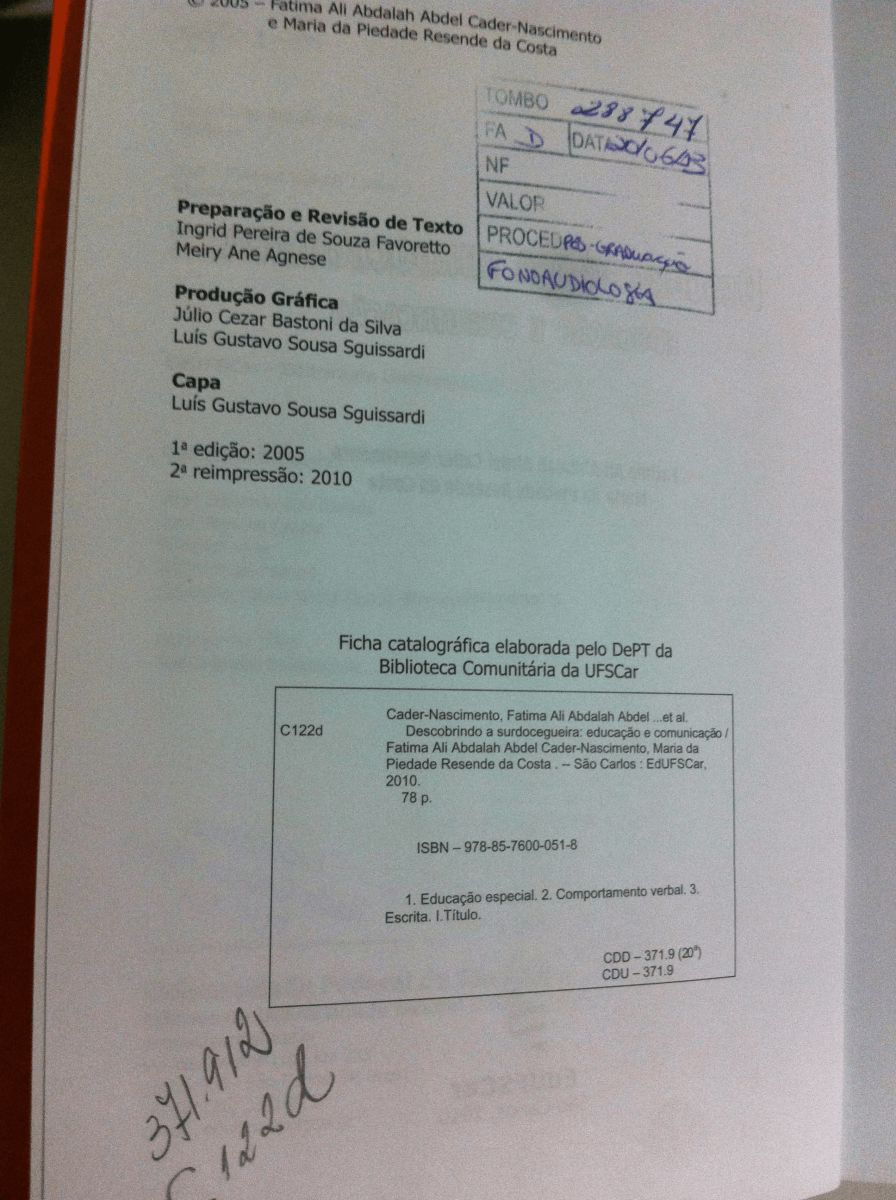 © 2005 – Fatima Ali Abdalah Abdel Cader-Nascimento
e Maria da Piedade Resende da Costa
TOMBO 288747
FA D DATA 20/06/13
NF
VALOR
PROCED PÓS-GRADUAÇÃO
FONOAUDIOLOGIA
Preparação e Revisão de Texto
Ingrid Pereira de Souza Favoretto
Meiry Ane Agnese
Produção Gráfica
Júlio Cezar Bastoni da Silva
Luís Gustavo Sousa Sguissardi
Capa
Luís Gustavo Sousa Sguissardi
1ª edição: 2005
2ª reimpressão: 2010
Ficha catalográfica elaborada pelo DePT da
Biblioteca Comunitária da UFSCar
Cader-Nascimento, Fatima Ali Abdalah Abdel ...et al.
C122d Descobrindo a surdocegueira: educação e comunicação /
Fatima Ali Abdalah Abdel Cader-Nascimento, Maria da
Piedade Resende da Costa . -- São Carlos : EdUFSCar,
2010.
78 p.
ISBN – 978-85-7600-051-8
1. Educação especial. 2. Comportamento verbal. 3.
Escrita. I.Título.
CDD – 371.9 (20ª)
CDU – 371.9
371.912
C122d